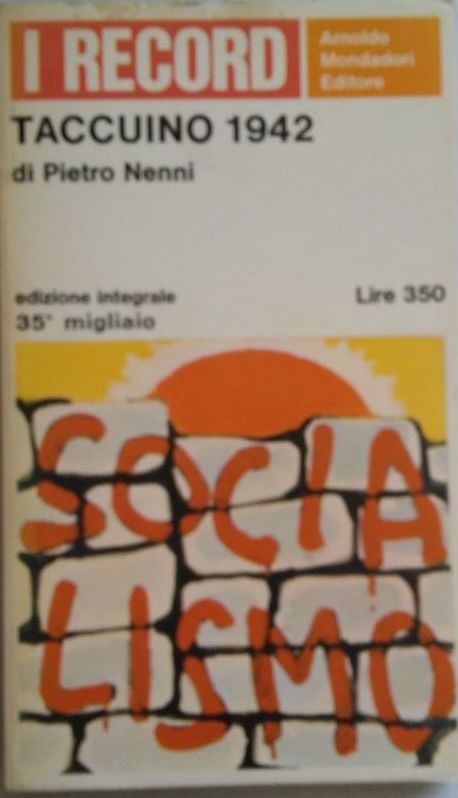 I RECORD
Arnoldo
Mondadori
Editore
TACCUINO 1942
di Pietro Nenni
edizione integrale
35° migliaio
Lire 350
SOCIA
LISMO